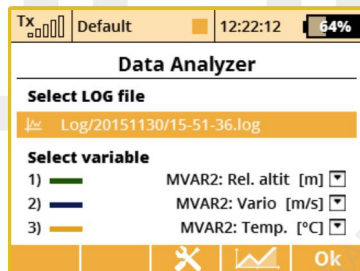 Tx Default 12:22:12 64%
Data Analyzer
Select LOG file
Log/20151130/15-51-36.log
Select variable
1) MVAR2: Rel. altit [m]
2) MVAR2: Vario [m/s]
3) MVAR2: Temp. [°C]
Ok